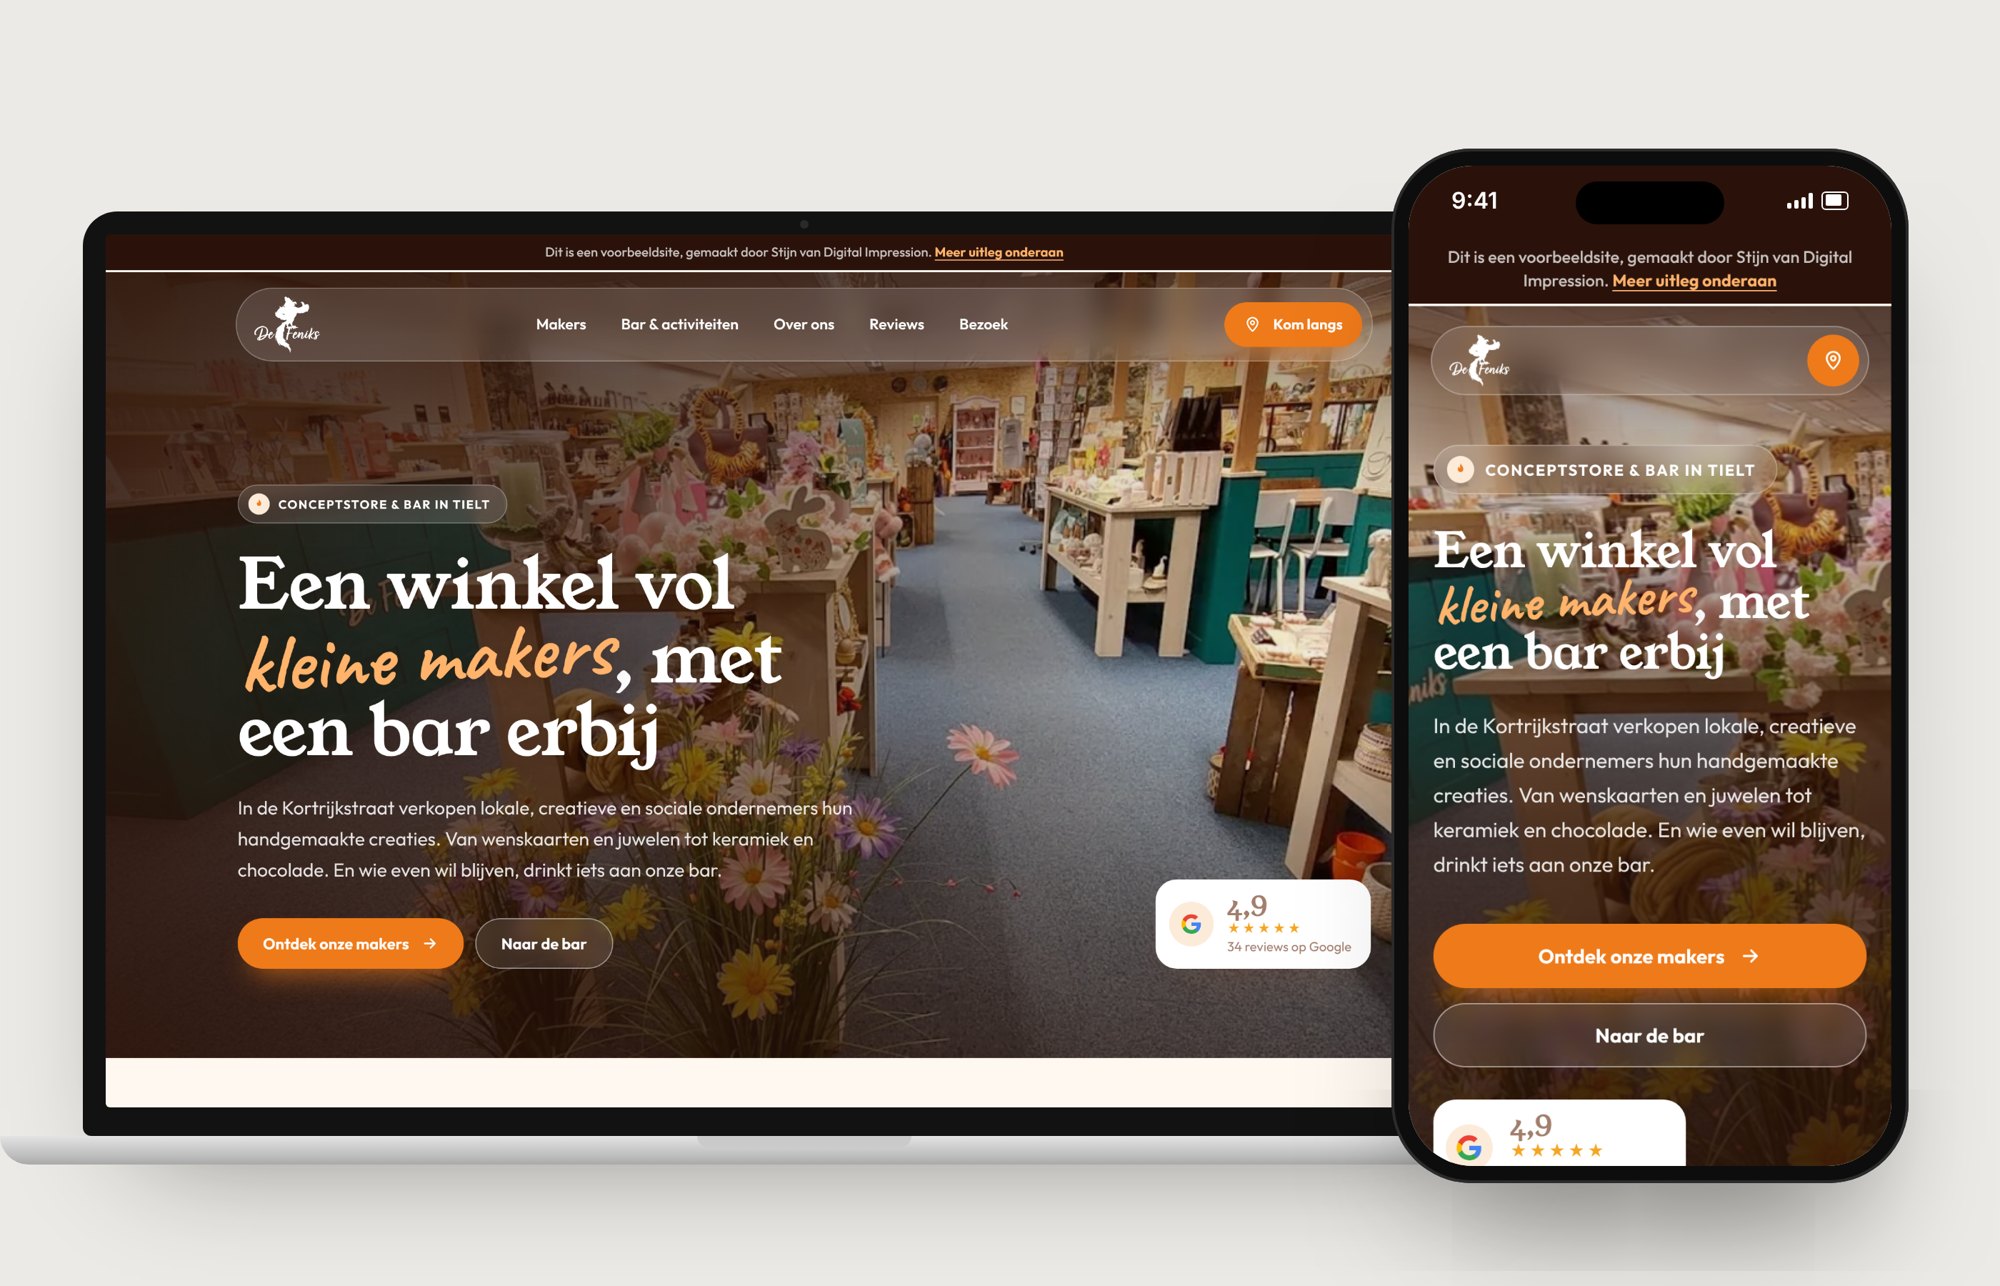 Dit is een voorbeeldsite, gemaakt door Stijn van Digital Impression. Meer uitleg onderaan
De Feniks
Makers
Bar & activiteiten
Over ons
Reviews
Bezoek
Kom langs
CONCEPTSTORE & BAR IN TIELT
Een winkel vol
kleine makers, met
een bar erbij
In de Kortrijkstraat verkopen lokale, creatieve en sociale ondernemers hun
handgemaakte creaties. Van wenskaarten en juwelen tot keramiek en
chocolade. En wie even wil blijven, drinkt iets aan onze bar.
Ontdek onze makers
Naar de bar
4,9
34 reviews op Google
9:41
Dit is een voorbeeldsite, gemaakt door Stijn van Digital
Impression. Meer uitleg onderaan
De Feniks
CONCEPTSTORE & BAR IN TIELT
Een winkel vol
kleine makers, met
een bar erbij
niks
In de Kortrijkstraat verkopen lokale, creatieve
en sociale ondernemers hun handgemaakte
creaties. Van wenskaarten en juwelen tot
keramiek en chocolade. En wie even wil blijven,
drinkt iets aan onze bar.
Ontdek onze makers
Naar de bar
4,9